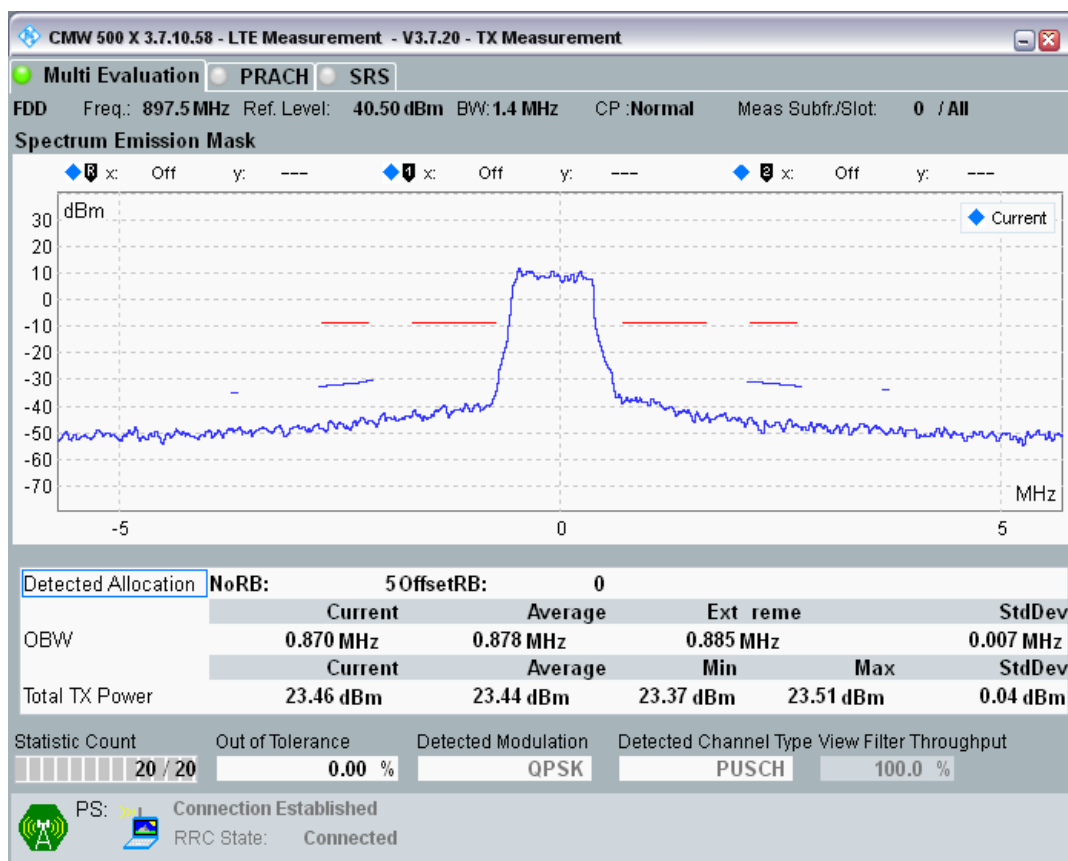 CMW 500 X 3.7.10.58 - LTE Measurement - V3.7.20 - TX Measurement
Multi Evaluation PRACH SRS
FDD Freq.: 897.5 MHz Ref. Level: 40.50 dBm BW: 1.4 MHz CP :Normal Meas Subfr./Slot: 0 / All
Spectrum Emission Mask
R x: Off y: --- 1 x: Off y: --- 2 x: Off y: ---
dBm
Current
30
20
10
0
-10
-20
-30
-40
-50
-60
-70
MHz
-5 0 5
Detected Allocation NoRB: 5 OffsetRB: 0
Current Average Ext reme StdDev
OBW 0.870 MHz 0.878 MHz 0.885 MHz 0.007 MHz
Current Average Min Max StdDev
Total TX Power 23.46 dBm 23.44 dBm 23.37 dBm 23.51 dBm 0.04 dBm
Statistic Count Out of Tolerance Detected Modulation Detected Channel Type View Filter Throughput
20 / 20 0.00 % QPSK PUSCH 100.0 %
PS: Connection Established
RRC State: Connected